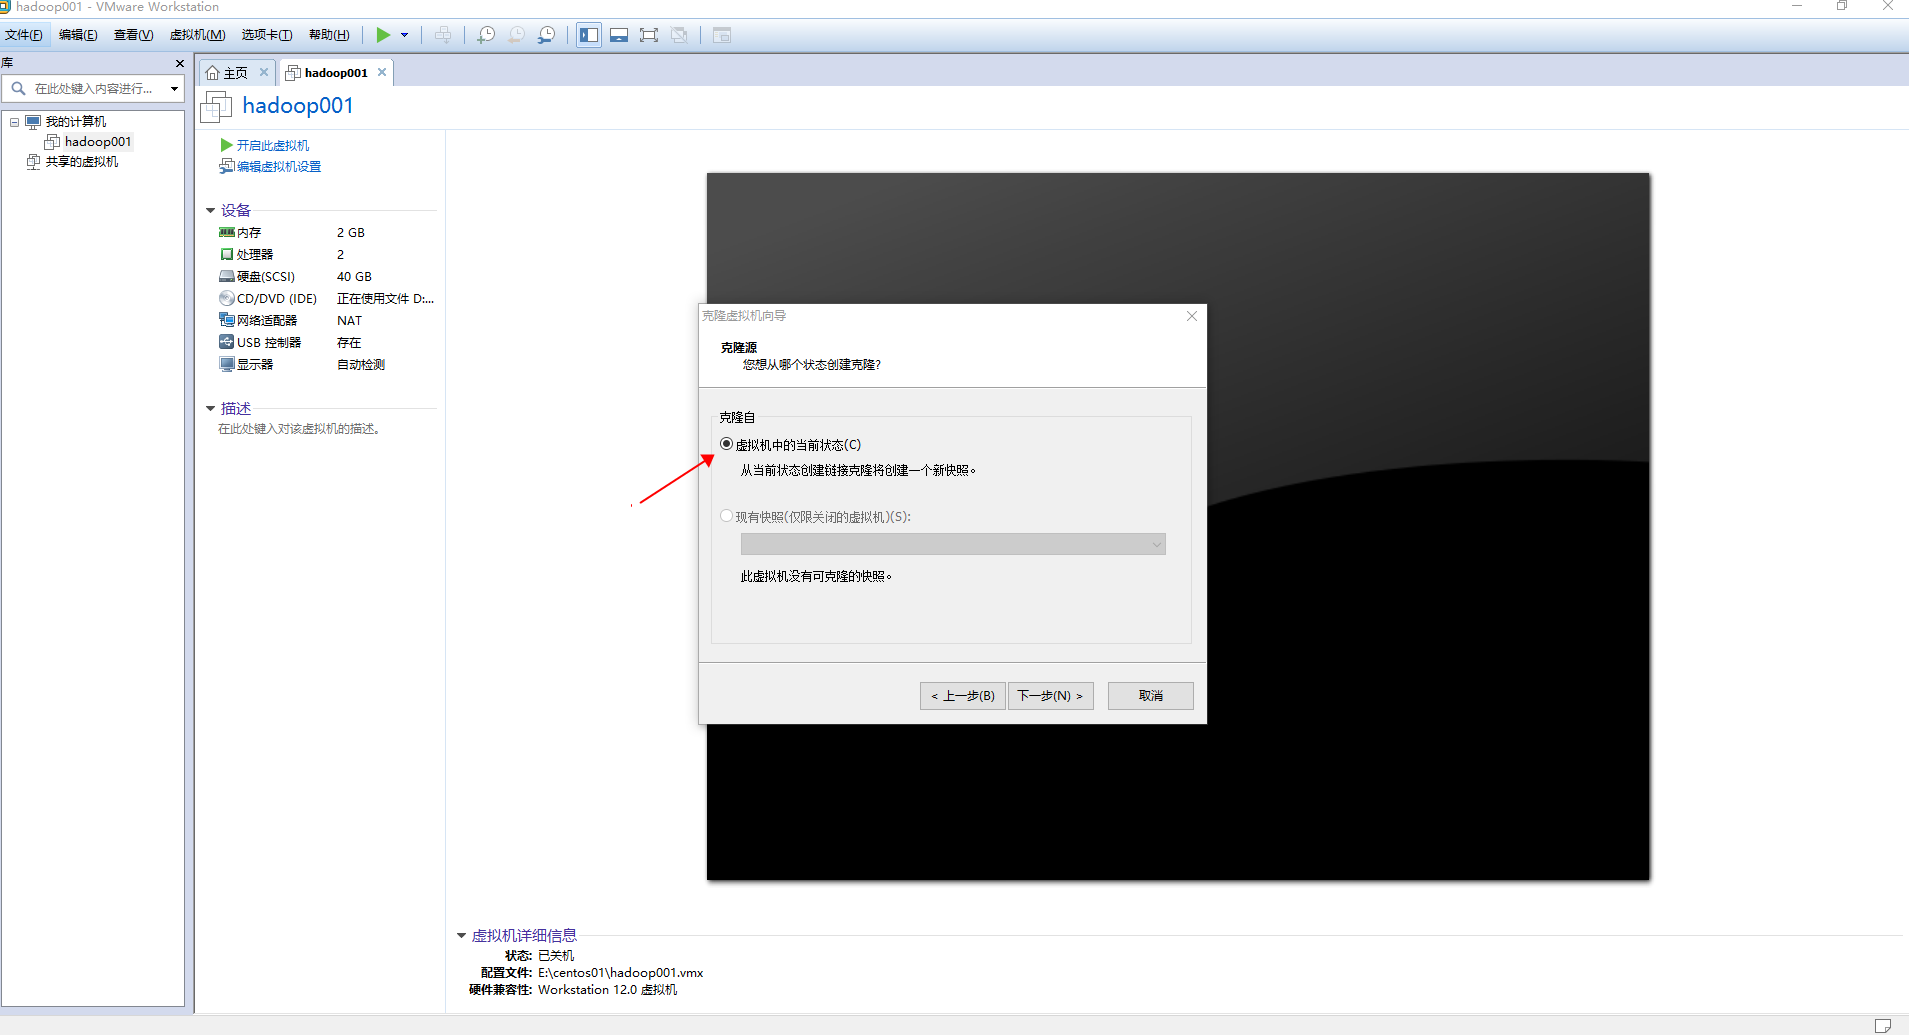 hadoop001 - VMware Workstation
文件(F) 编辑(E) 查看(V) 虚拟机(M) 选项卡(T) 帮助(H)
库
在此处键入内容进行...
我的计算机
hadoop001
共享的虚拟机
主页 hadoop001
hadoop001
开启此虚拟机
编辑虚拟机设置
设备
内存 2 GB
处理器 2
硬盘(SCSI) 40 GB
CD/DVD (IDE) 正在使用文件 D:...
网络适配器 NAT
USB 控制器 存在
显示器 自动检测
描述
在此处键入对该虚拟机的描述。
克隆虚拟机向导
克隆源
您想从哪个状态创建克隆?
克隆自
虚拟机中的当前状态(C)
从当前状态创建链接克隆将创建一个新快照。
现有快照(仅限关闭的虚拟机)(S):
此虚拟机没有可克隆的快照。
< 上一步(B) 下一步(N) > 取消
虚拟机详细信息
状态: 已关机
配置文件: E:\centos01\hadoop001.vmx
硬件兼容性: Workstation 12.0 虚拟机